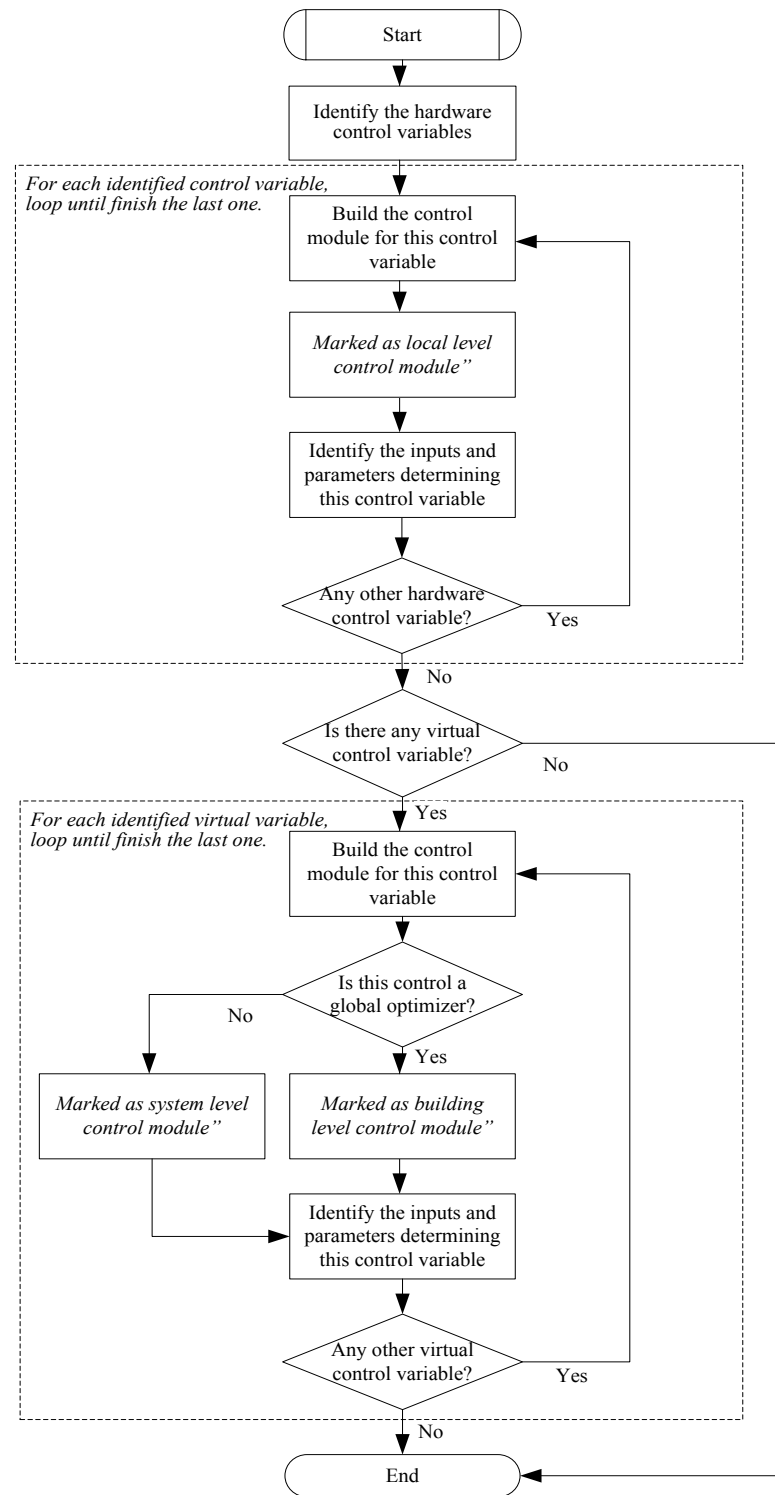 Start
Identify the hardware
control variables
For each identified control variable,
loop until finish the last one.
Build the control
module for this control
variable
Marked as local level
control module”
Identify the inputs and
parameters determining
this control variable
Any other hardware
control variable?
Yes
No
Is there any virtual
control variable?
No
Yes
For each identified virtual variable,
loop until finish the last one.
Build the control
module for this control
variable
Is this control a
global optimizer?
No
Yes
Marked as system level
control module”
Marked as building
level control module”
Identify the inputs and
parameters determining
this control variable
Any other virtual
control variable?
Yes
No
End